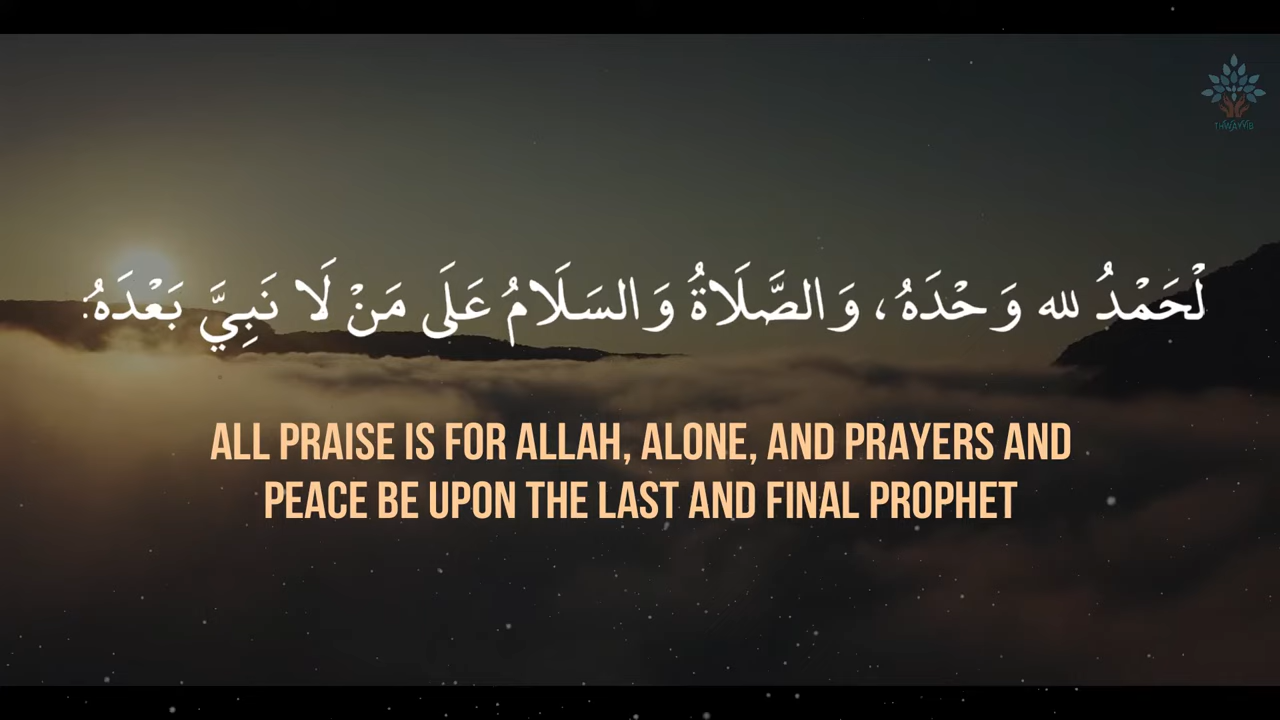 لْحَمْدُ لله وَحْدَهُ، وَالصَّلَاةُ وَالسَلَامُ عَلَى مَنْ لَا نَبِيَّ بَعْدَهُ:
ALL PRAISE IS FOR ALLAH, ALONE, AND PRAYERS AND
PEACE BE UPON THE LAST AND FINAL PROPHET
THWAYYIB